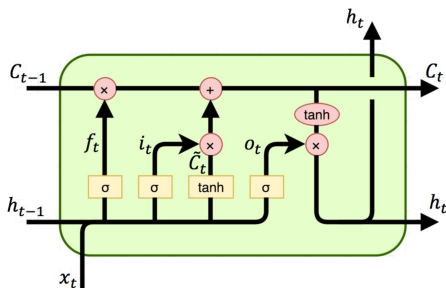 h_t
C_{t-1} × + C_t
tanh
f_t i_t × C̃_t o_t ×
σ σ tanh σ
h_{t-1} h_t
x_t